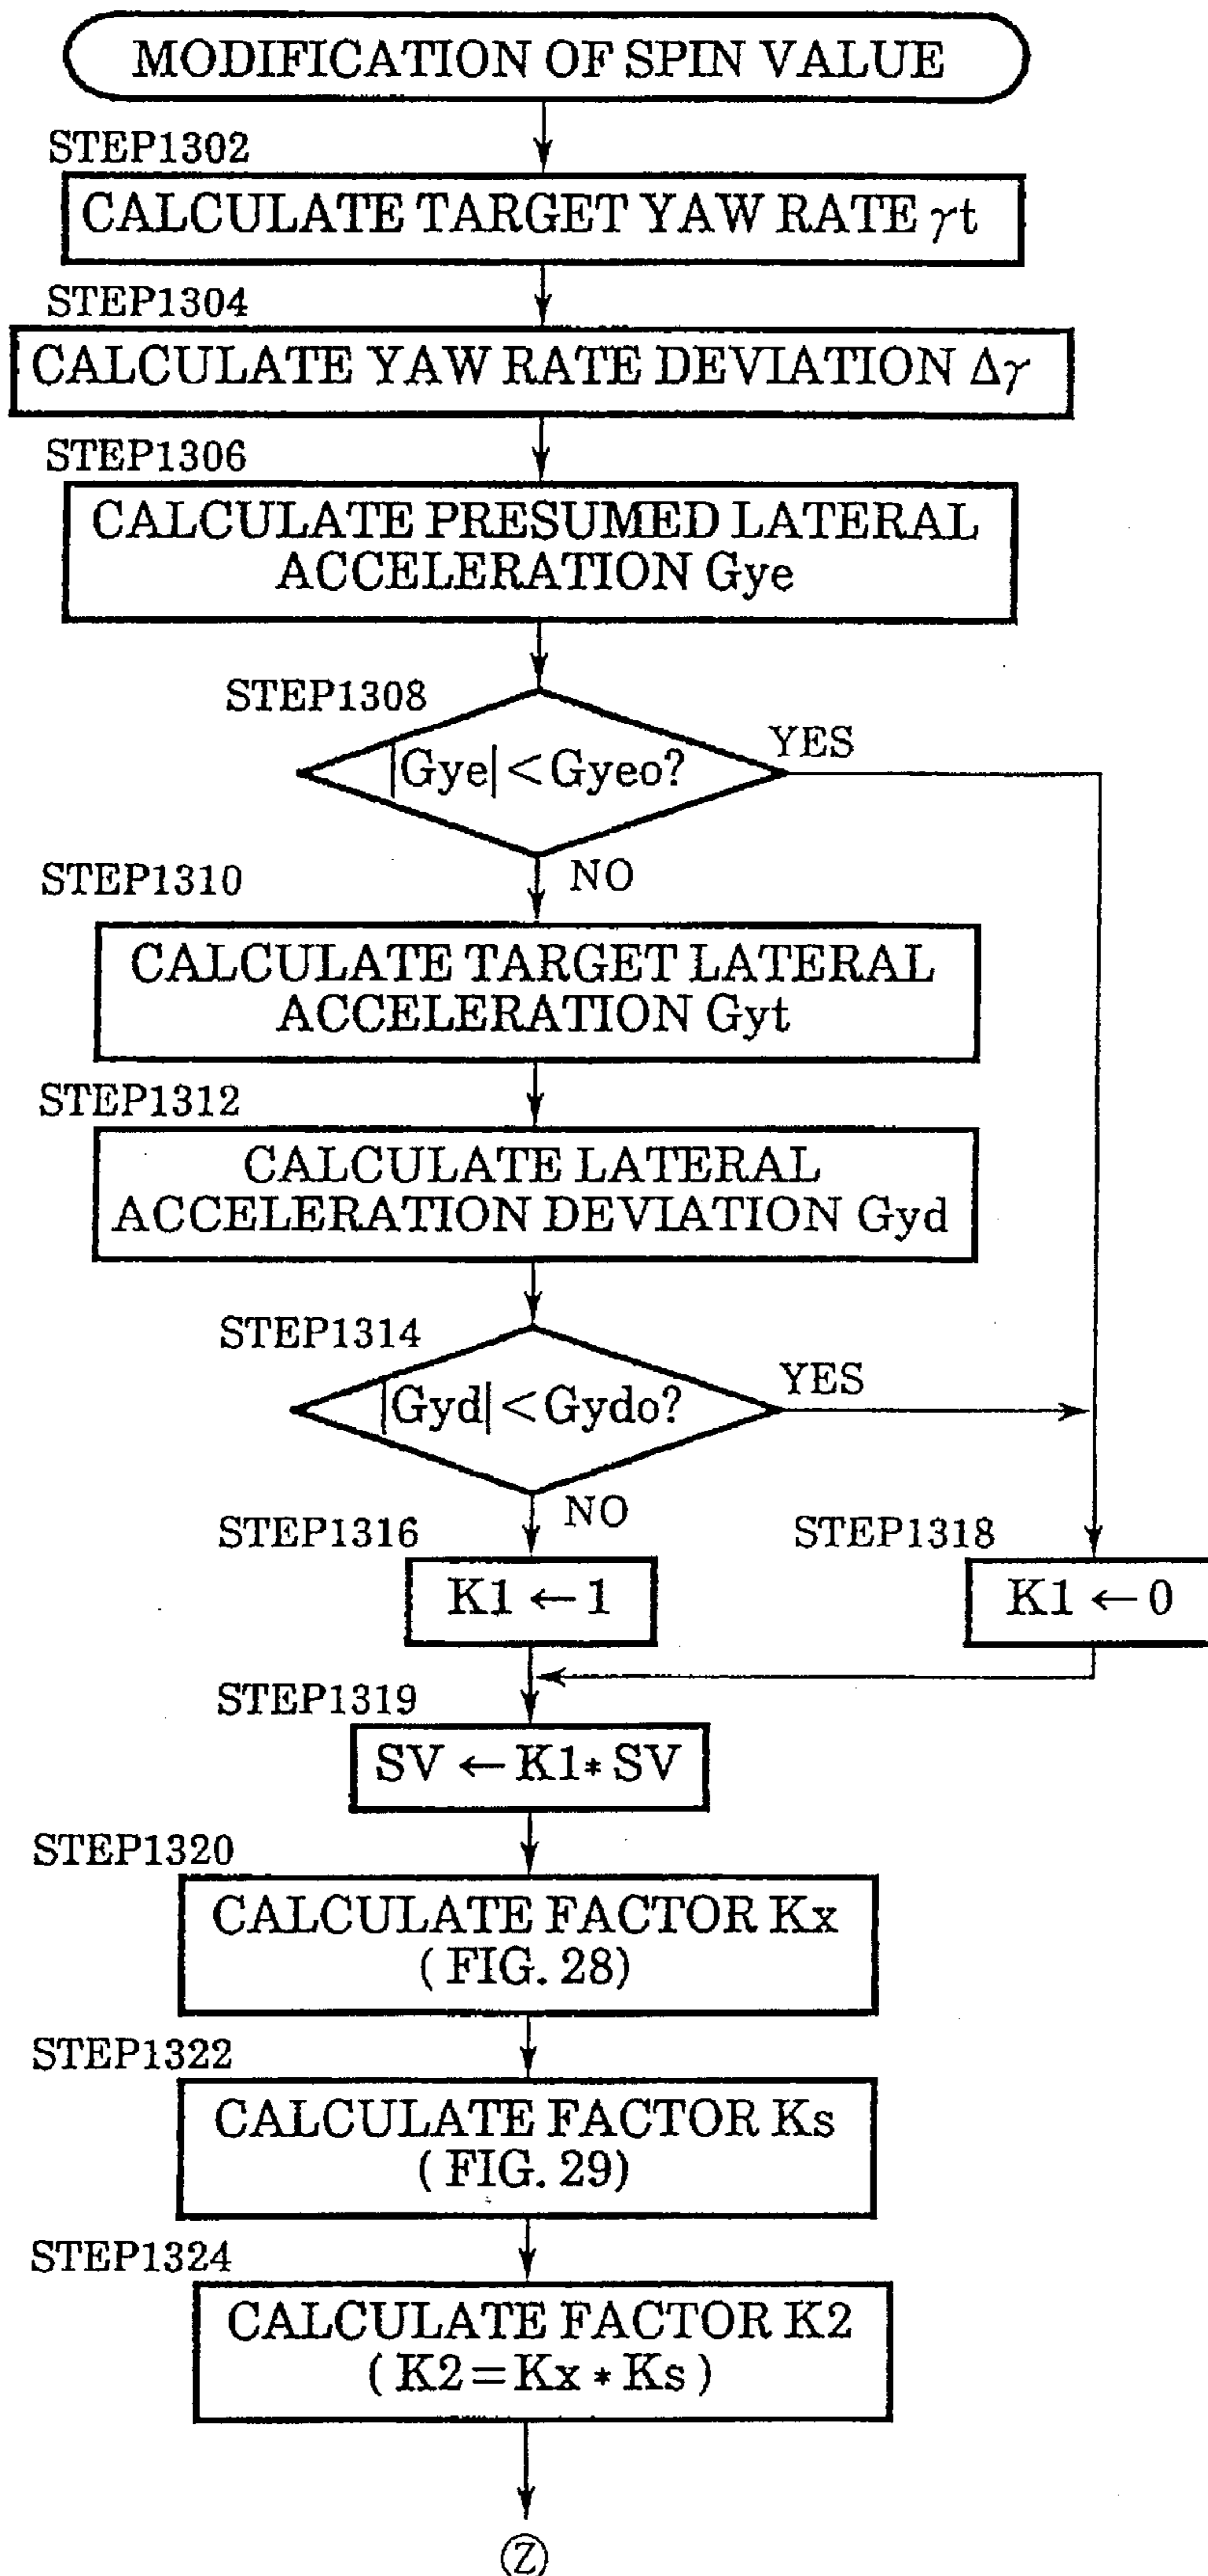 MODIFICATION OF SPIN VALUE
STEP1302
CALCULATE TARGET YAW RATE γt
STEP1304
CALCULATE YAW RATE DEVIATION Δγ
STEP1306
CALCULATE PRESUMED LATERAL
ACCELERATION Gye
STEP1308
|Gye| < Gyeo?
YES
NO
STEP1310
CALCULATE TARGET LATERAL
ACCELERATION Gyt
STEP1312
CALCULATE LATERAL
ACCELERATION DEVIATION Gyd
STEP1314
|Gyd| < Gydo?
YES
NO
STEP1316
K1 ← 1
STEP1318
K1 ← 0
STEP1319
SV ← K1* SV
STEP1320
CALCULATE FACTOR Kx
( FIG. 28)
STEP1322
CALCULATE FACTOR Ks
( FIG. 29)
STEP1324
CALCULATE FACTOR K2
( K2 = Kx * Ks )
Z